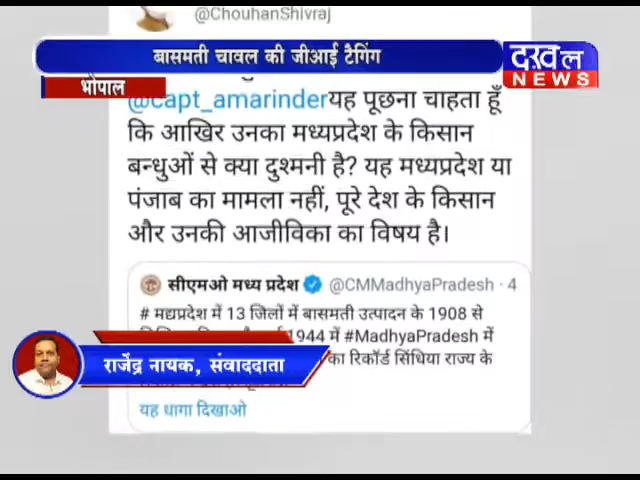 @ChouhanShivraj
बासमती चावल की जीआई टैगिंग
दखल
NEWS
भोपाल
@capt_amarinderयह पूछना चाहता हूँ
कि आखिर उनका मध्यप्रदेश के किसान
बन्धुओं से क्या दुश्मनी है? यह मध्यप्रदेश या
पंजाब का मामला नहीं, पूरे देश के किसान
और उनकी आजीविका का विषय है।
सीएमओ मध्य प्रदेश @CMMadhyaPradesh · 4
# मद्यप्रदेश में 13 जिलों में बासमती उत्पादन के 1908 से
1944 में #MadhyaPradesh में
का रिकॉर्ड सिंधिया राज्य के
राजेंद्र नायक, संवाददाता
यह धागा दिखाओ